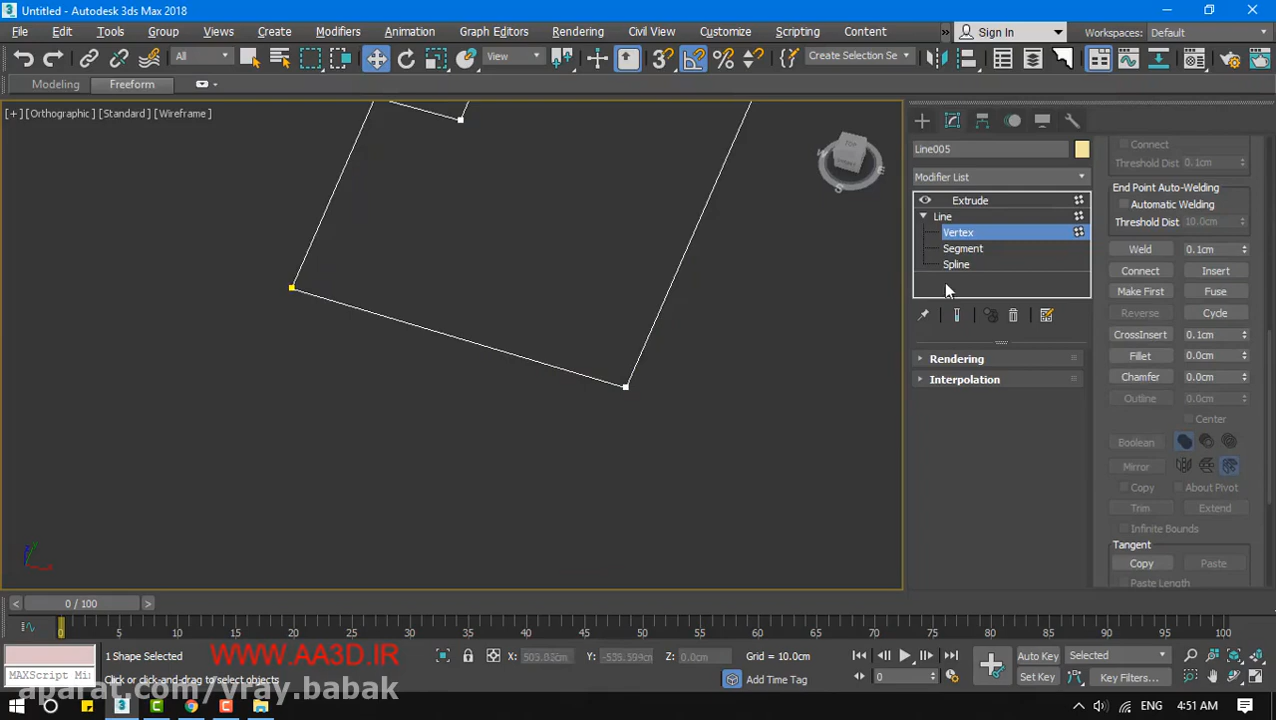 Untitled - Autodesk 3ds Max 2018
File Edit Tools Group Views Create Modifiers Animation Graph Editors Rendering Civil View Customize Scripting Content » Sign In Workspaces: Default
All View Create Selection Se
Modeling Freeform
[+] [Orthographic] [Standard] [Wireframe]
TOP
S
E
Line005
Modifier List
Extrude
Line
Vertex
Segment
Spline
Rendering
Interpolation
Connect
Threshold Dist 0.1cm
End Point Auto-Welding
Automatic Welding
Threshold Dist 10.0cm
Weld 0.1cm
Connect Insert
Make First Fuse
Reverse Cycle
CrossInsert 0.1cm
Fillet 0.0cm
Chamfer 0.0cm
Outline 0.0cm
Center
Boolean
Mirror
Copy About Pivot
Trim Extend
Infinite Bounds
Tangent
Copy Paste
Paste Length
< 0 / 100 >
0 5 10 15 20 25 30 35 40 45 50 55 60 65 70 75 80 85 90 95 100
1 Shape Selected
WWW.AA3D.IR
X: 503.85cm Y: -535.594cm Z: 0.0cm Grid = 10.0cm
Auto Key Selected
MAXScript Mi
Click or click-and-drag to select objects
Add Time Tag
0
Set Key Key Filters...
aparat.com/vray.babak
ENG 4:51 AM